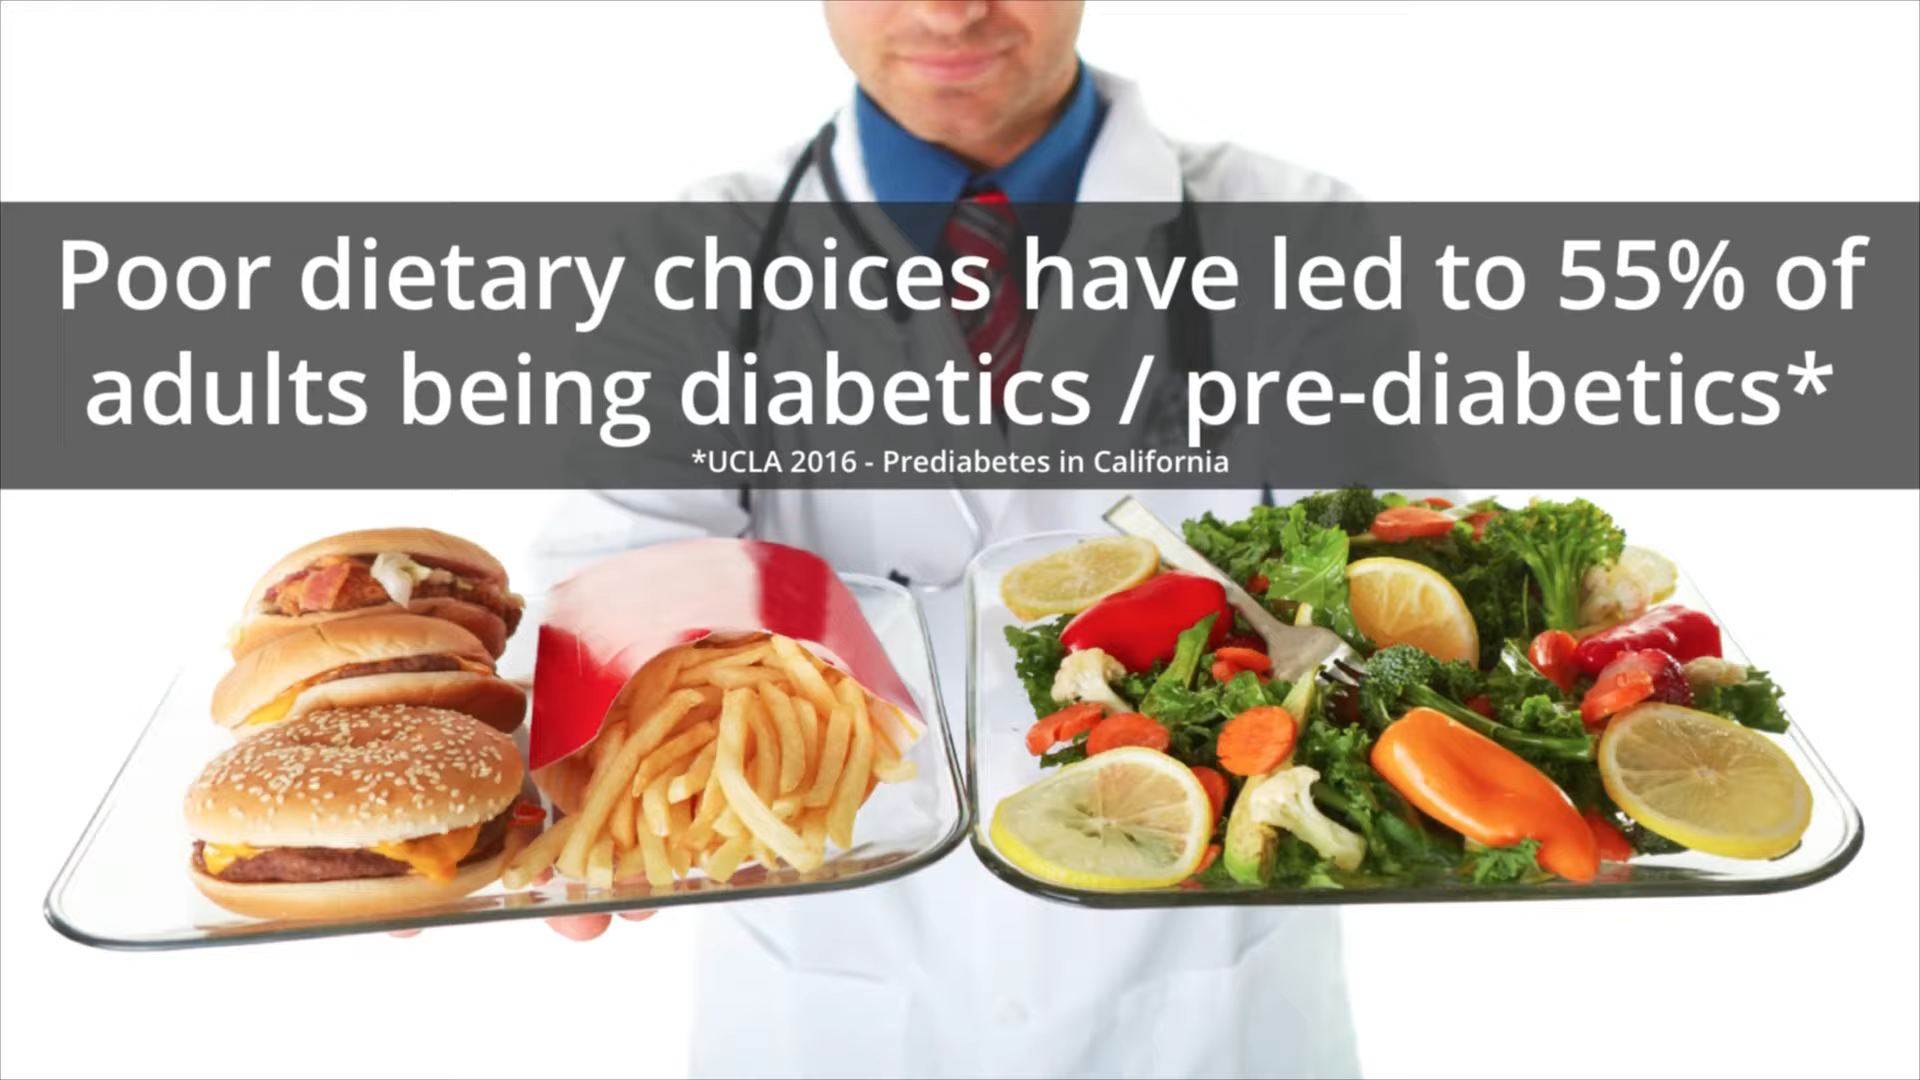 Poor dietary choices have led to 55% of
adults being diabetics / pre-diabetics*
*UCLA 2016 - Prediabetes in California